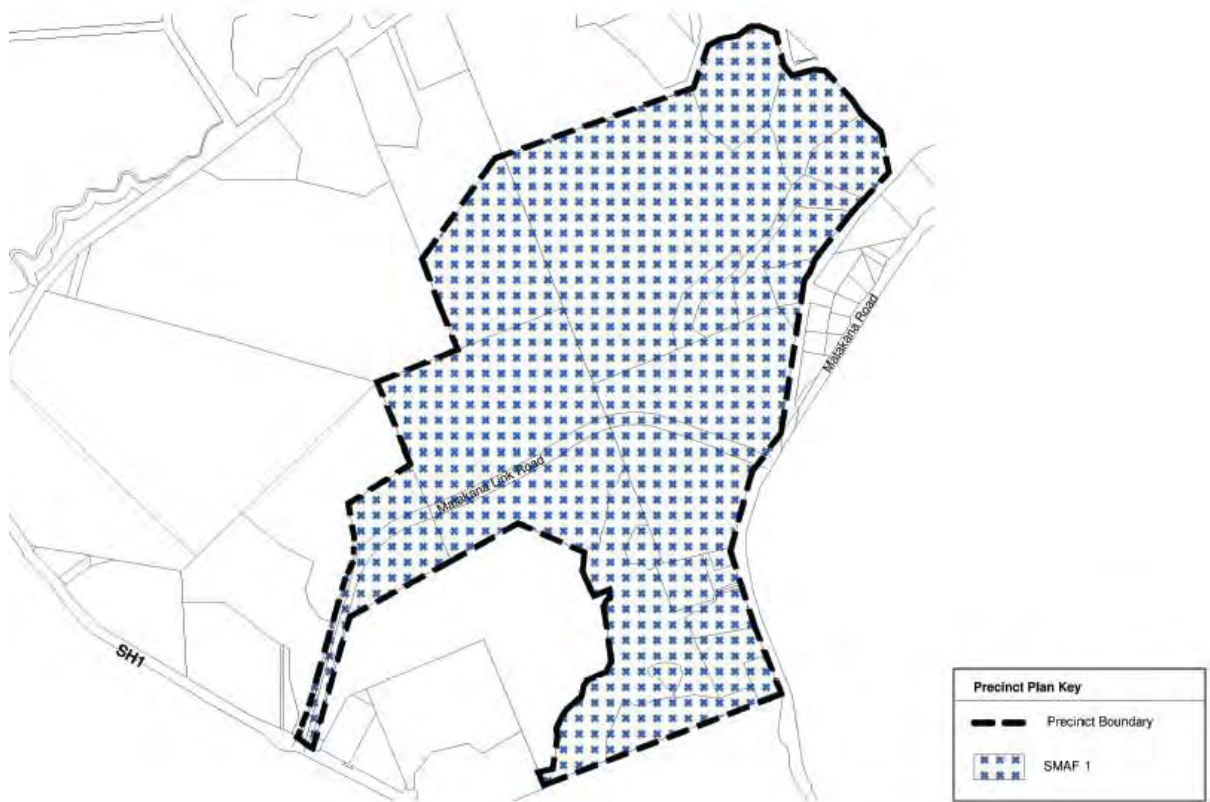 Matakana Road
Matakana Link Road
SH1
Precinct Plan Key
Precinct Boundary
SMAF 1